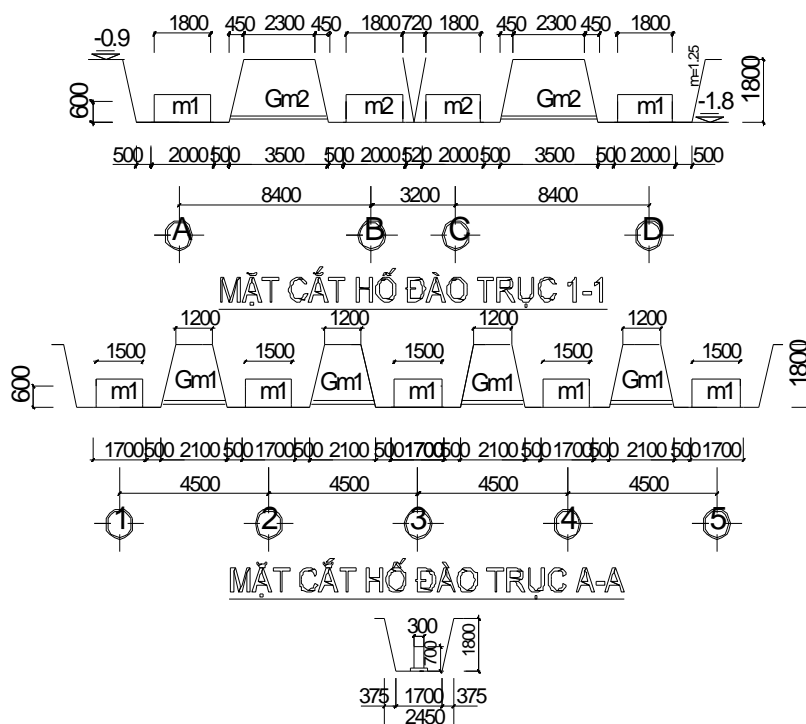 1800 450 2300 450 1800 720 1800 450 2300 450 1800
-0.9
m=1.25
1800
600
m1 Gm2 m2 m2 Gm2 m1
-1.8
500 2000 500 3500 500 2000 520 2000 500 3500 500 2000 500
8400 3200 8400
A B C D
MẶT CẮT HỐ ĐÀO TRỤC 1-1
1200 1200 1200 1200
1500 1500 1500 1500 1500
600
m1 Gm1 m1 Gm1 m1 Gm1 m1 Gm1 m1
1800
1700 500 2100 500 1700 500 2100 500 1700 500 2100 500 1700 500 2100 500 1700
4500 4500 4500 4500
1 2 3 4 5
MẶT CẮT HỐ ĐÀO TRỤC A-A
300
700
1800
375 1700 375
2450